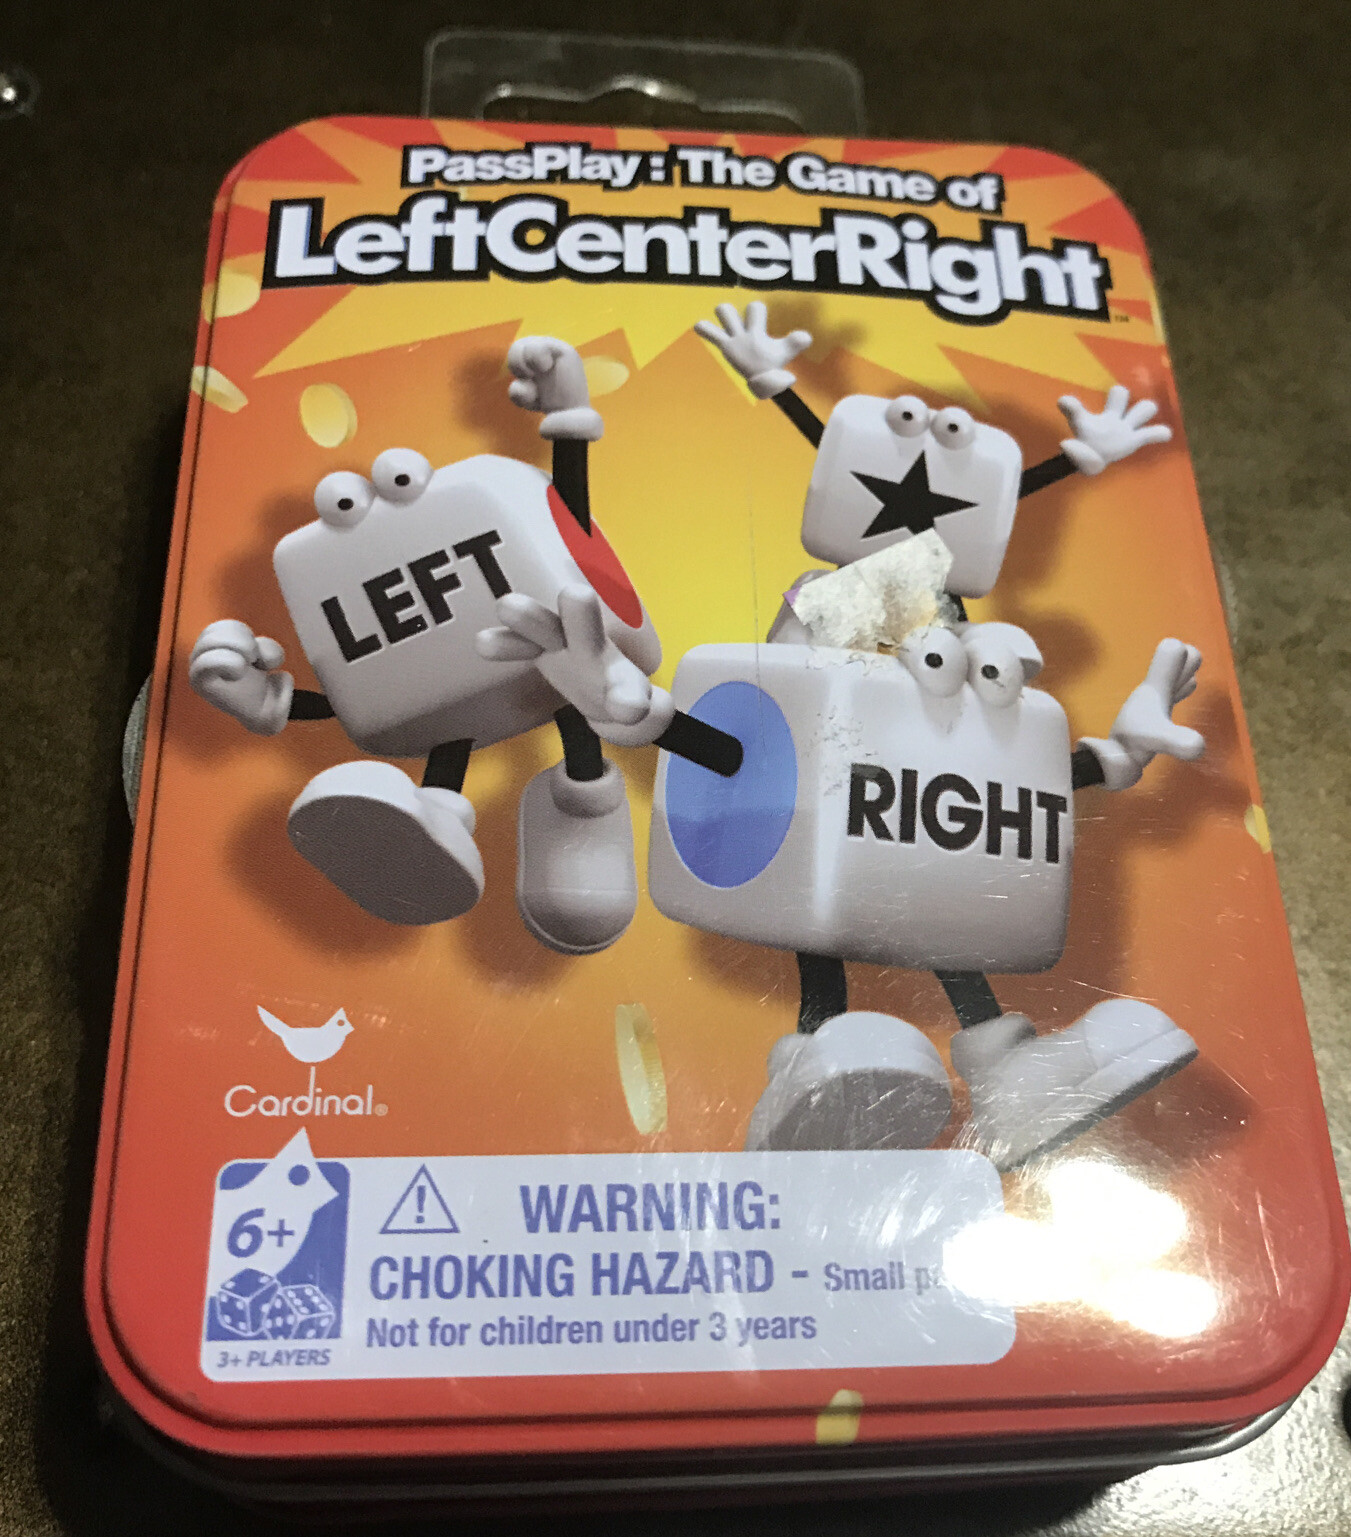 PassPlay: The Game of
LeftCenterRight™
LEFT
RIGHT
Cardinal®
6+
3+ PLAYERS
WARNING:
CHOKING HAZARD - Small
Not for children under 3 years